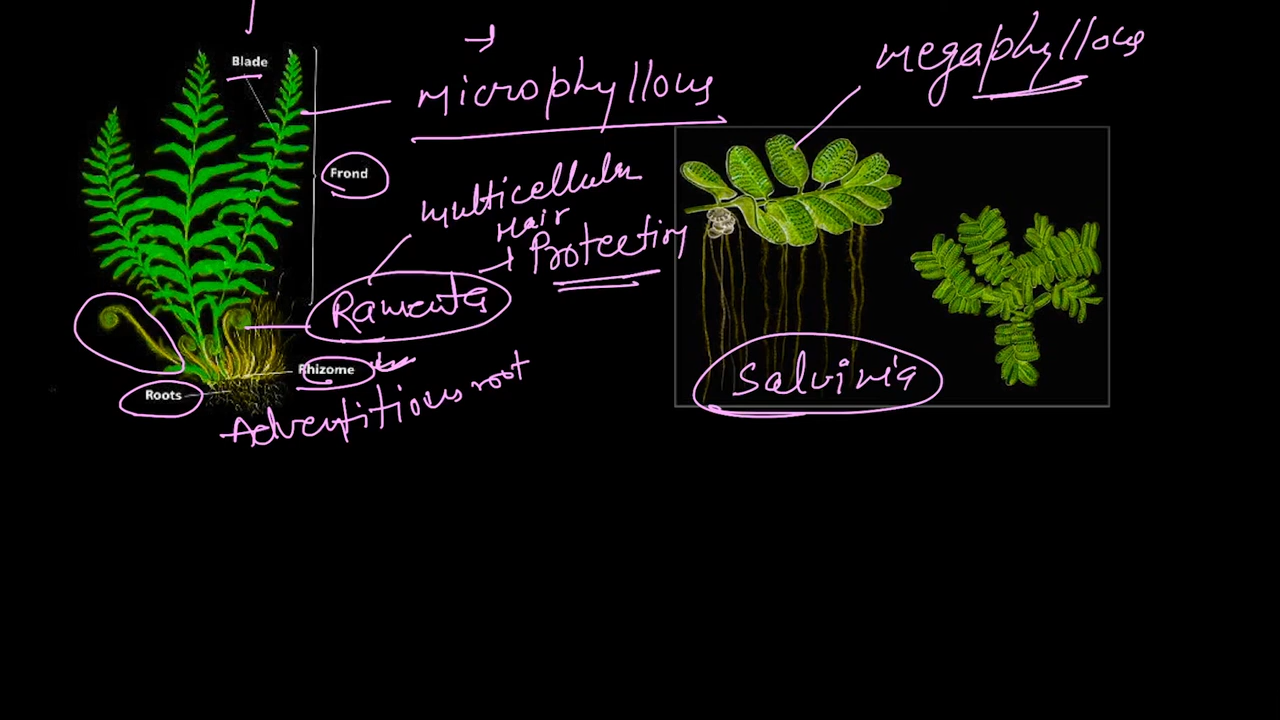 Blade
→ microphyllous
megaphyllous
Frond
multicellular
Hair
→ Protection
Ramenta
Rhizome
Roots
Adventitious root
Salvinia